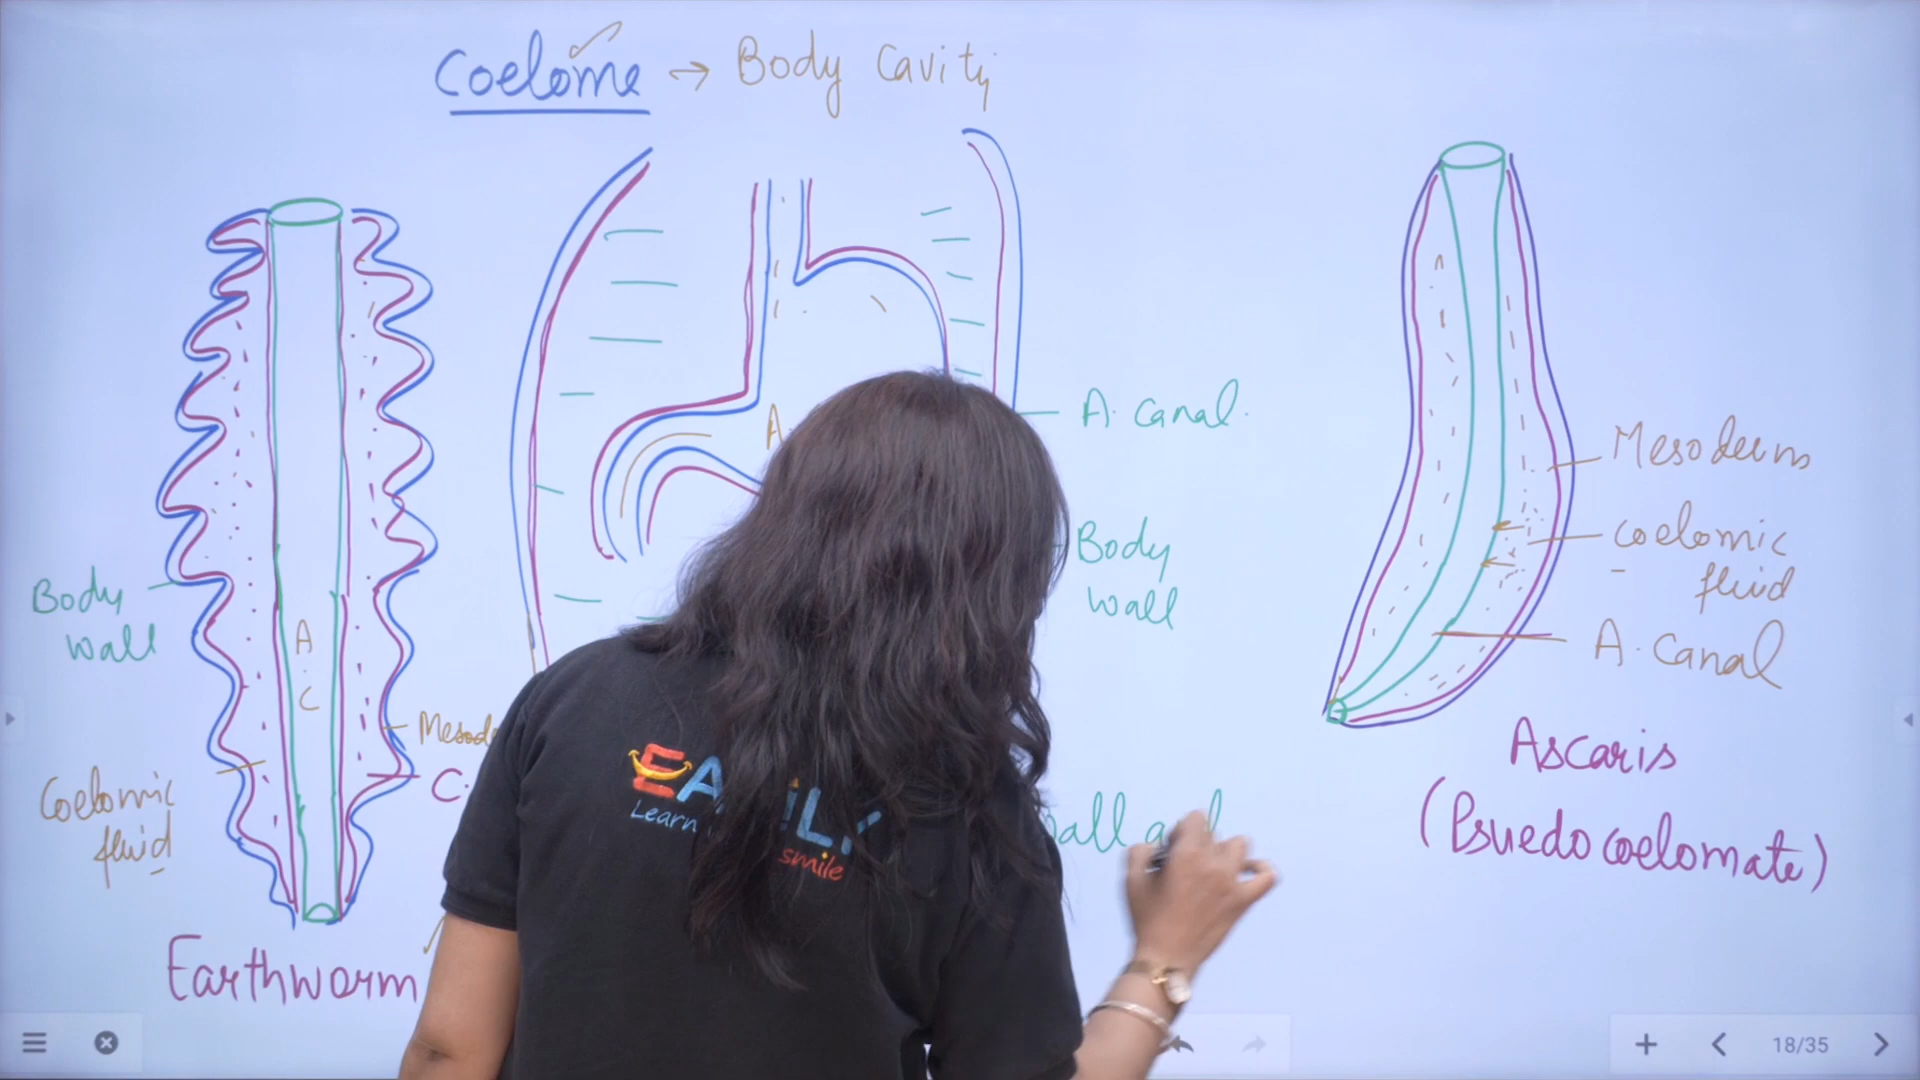 Coelome → Body Cavity
A. Canal.
Mesoderm
Body
wall
Coelomic
fluid
Body
wall
A
C
A. Canal
Coelomic
fluid
C.
Ascaris
(Psuedocoelomate)
Earthworm
Learn
smile
18/35